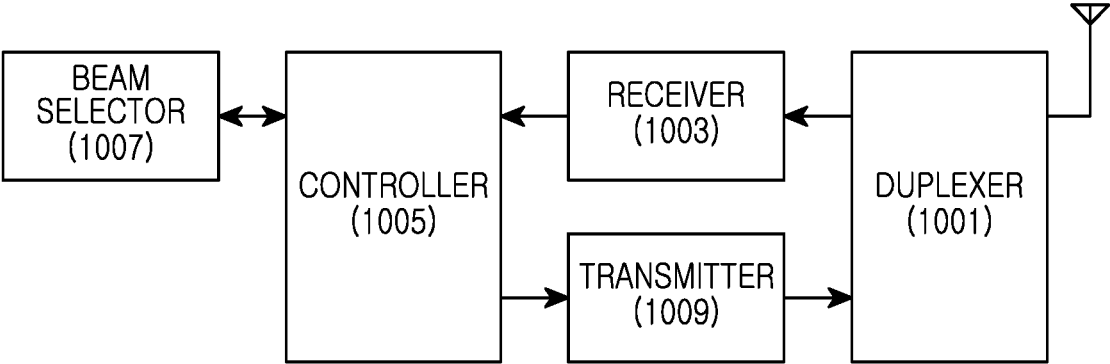 BEAM
SELECTOR
(1007)
CONTROLLER
(1005)
RECEIVER
(1003)
TRANSMITTER
(1009)
DUPLEXER
(1001)